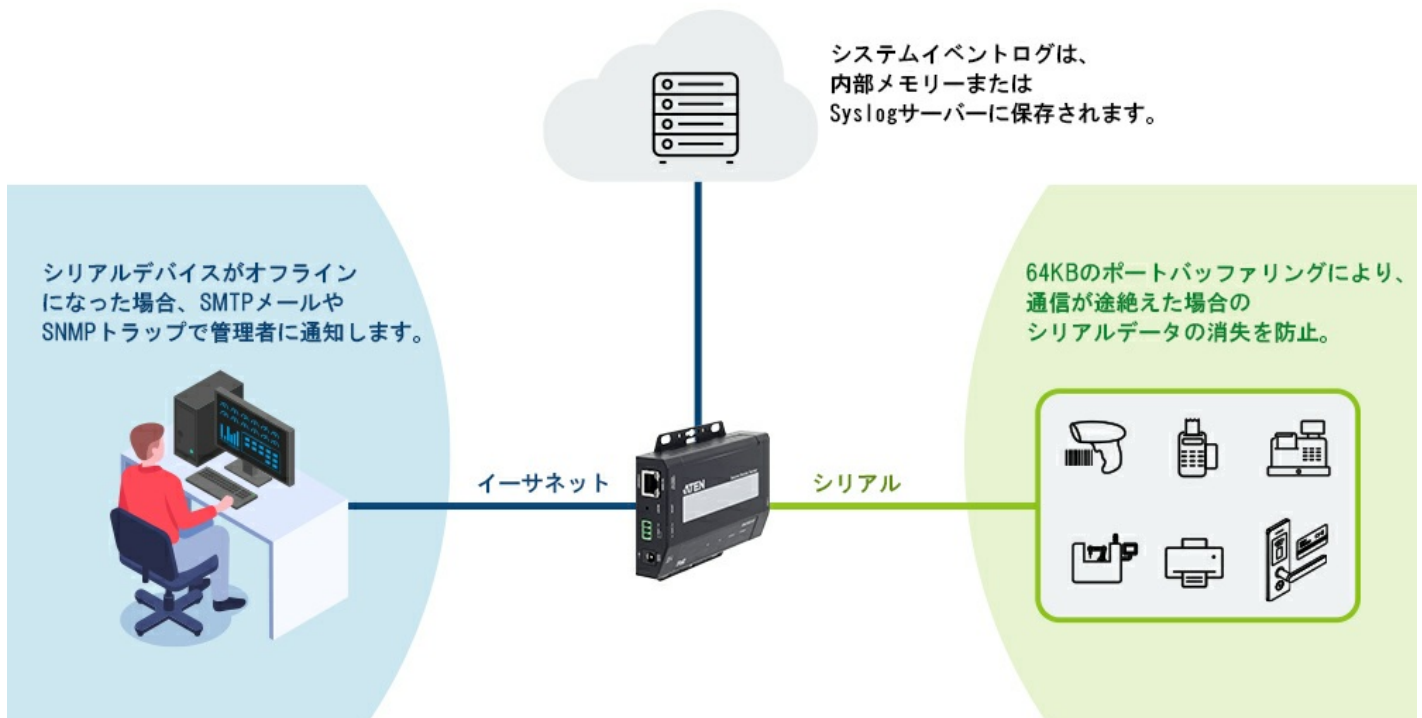 システムイベントログは、
内部メモリーまたは
Syslogサーバーに保存されます。
シリアルデバイスがオフライン
になった場合、SMTPメールや
SNMPトラップで管理者に通知します。
64KBのポートバッファリングにより、
通信が途絶えた場合の
シリアルデータの消失を防止。
イーサネット
シリアル
ATEN